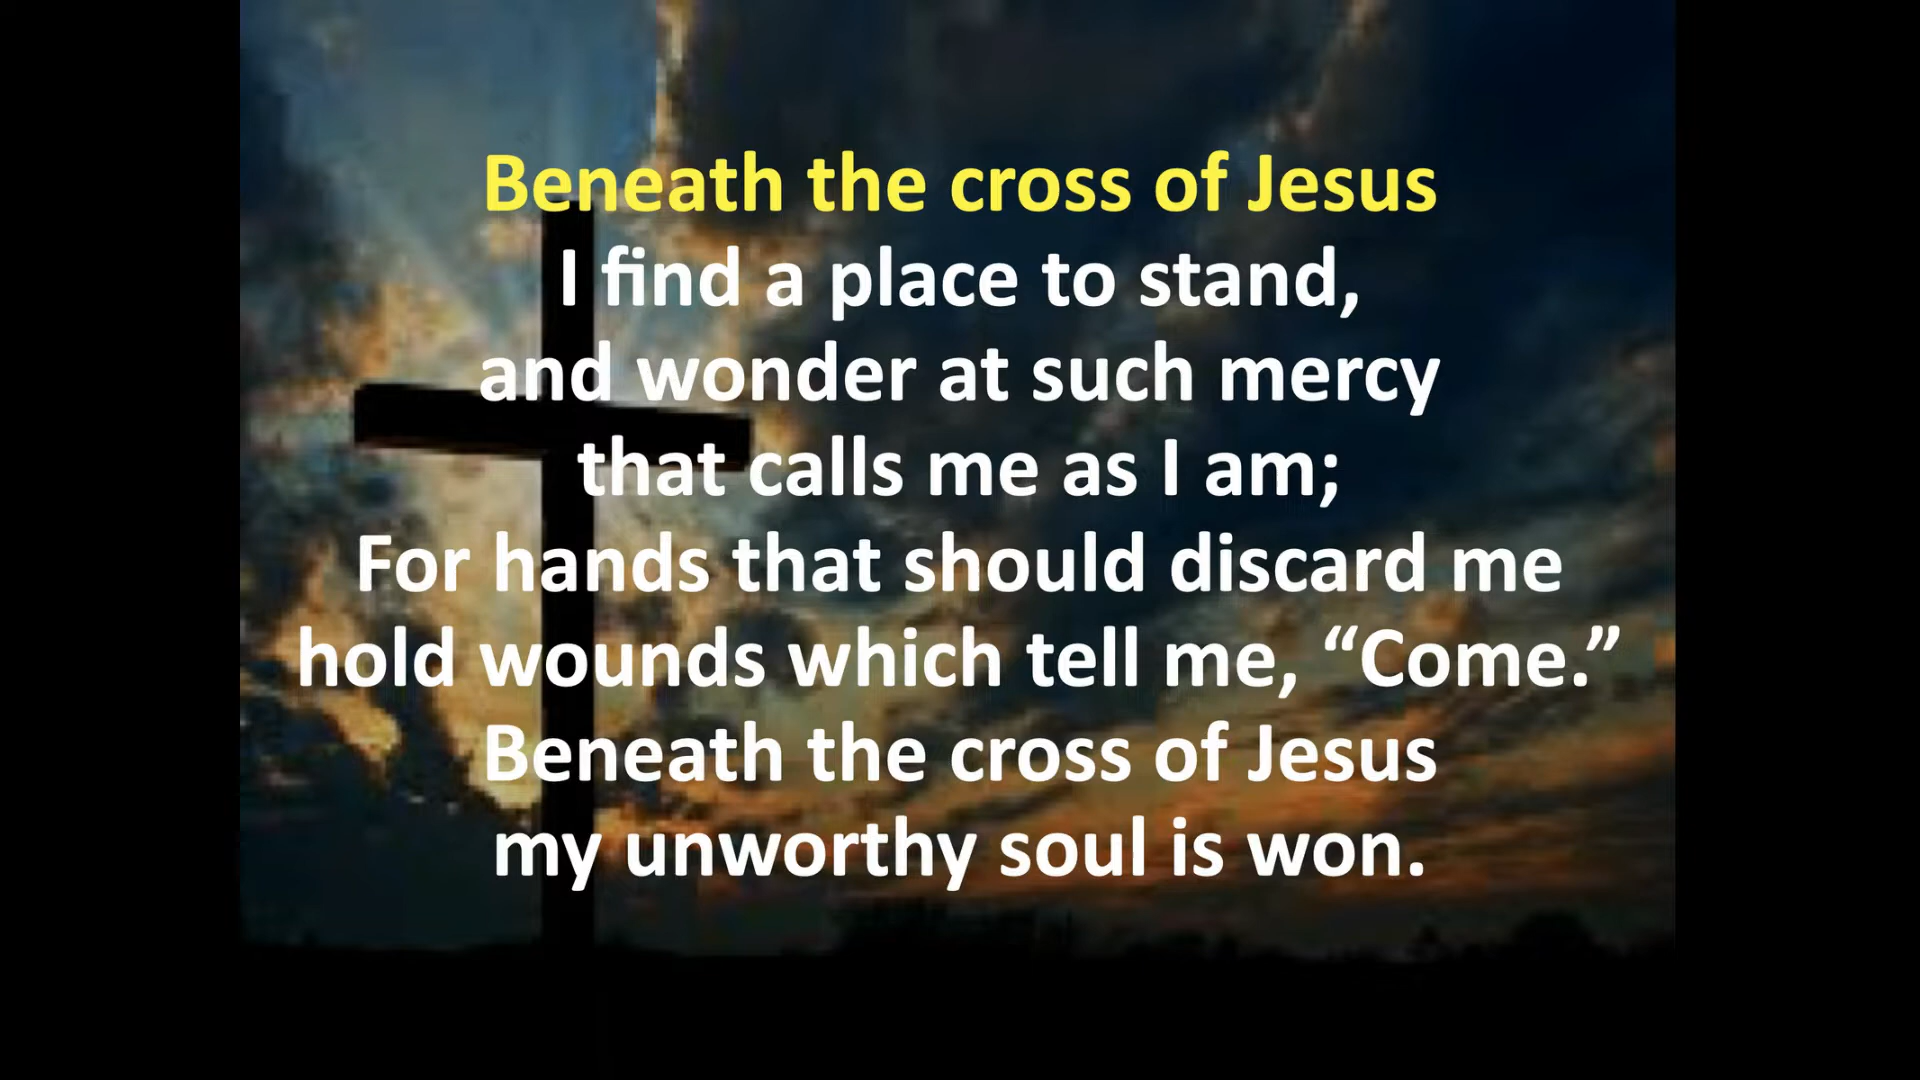 Beneath the cross of Jesus
I find a place to stand,
and wonder at such mercy
that calls me as I am;
For hands that should discard me
hold wounds which tell me, “Come.”
Beneath the cross of Jesus
my unworthy soul is won.